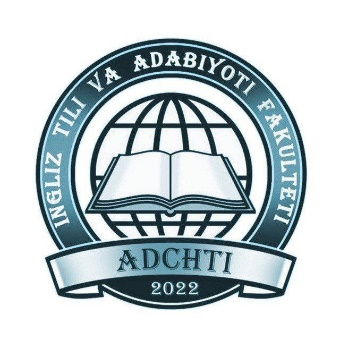 INGLIZ TILI VA ADABIYOTI FAKULTETI
ADCHTI
2022